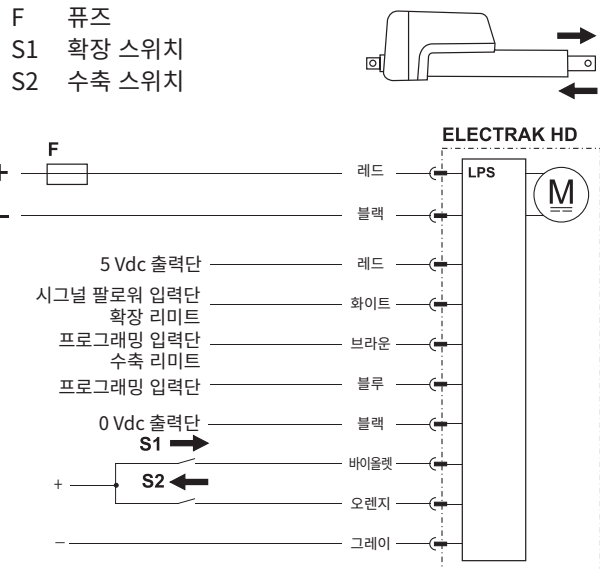 F 퓨즈
S1 확장 스위치
S2 수축 스위치
ELECTRAK HD
F
+
레드
LPS
M
−
블랙
5 Vdc 출력단
레드
시그널 팔로워 입력단
화이트
확장 리미트
프로그래밍 입력단
브라운
수축 리미트
프로그래밍 입력단
블루
0 Vdc 출력단
블랙
S1
바이올렛
S2
+
오렌지
−
그레이